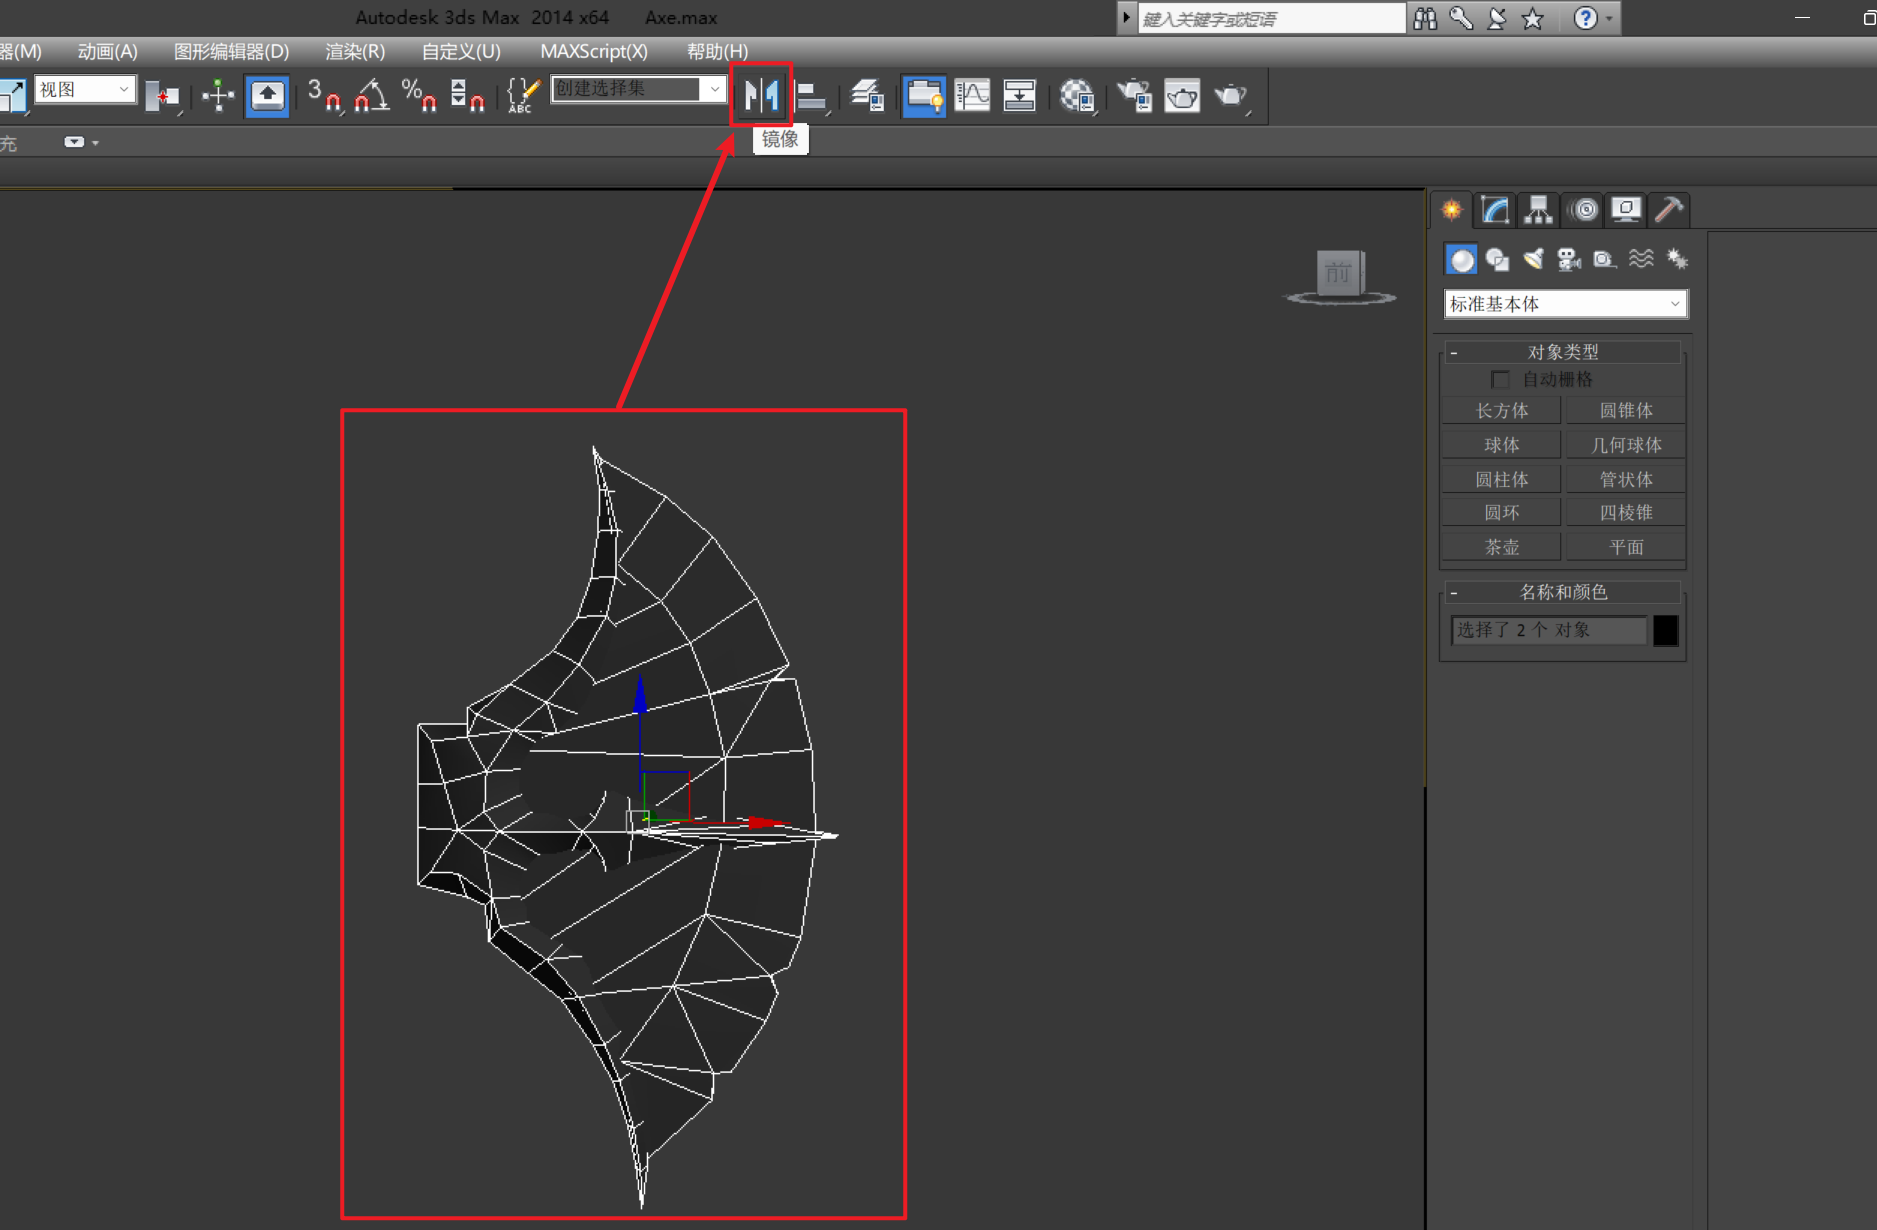 Autodesk 3ds Max 2014 x64 Axe.max
键入关键字或短语
器(M) 动画(A) 图形编辑器(D) 渲染(R) 自定义(U) MAXScript(X) 帮助(H)
视图
3
%
ABC
创建选择集
镜像
充
前
标准基本体
- 对象类型
自动栅格
长方体 圆锥体
球体 几何球体
圆柱体 管状体
圆环 四棱锥
茶壶 平面
- 名称和颜色
选择了 2 个 对象